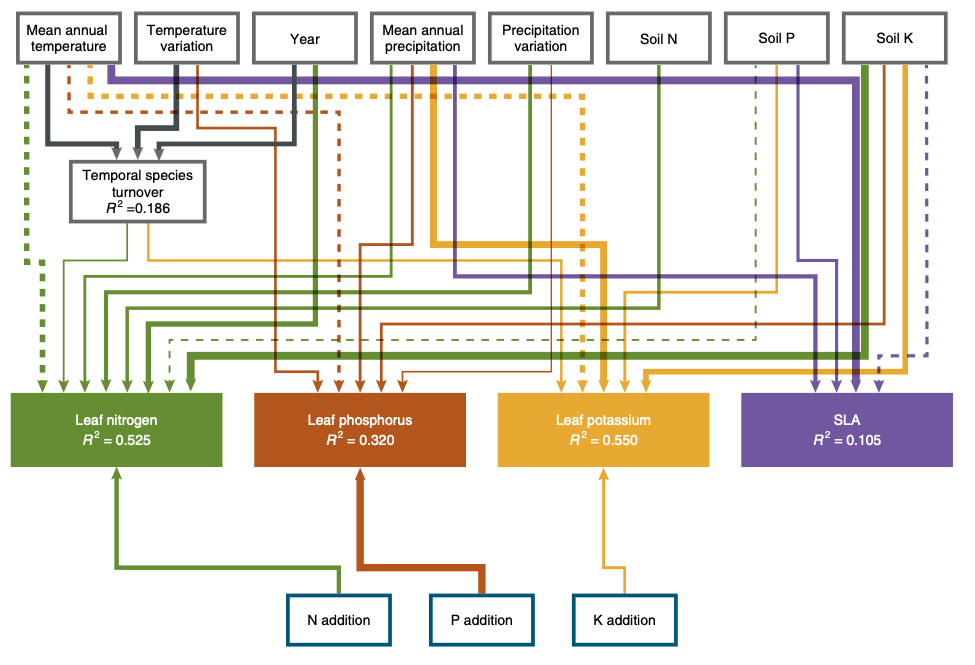 Mean annual
temperature
Temperature
variation
Year
Mean annual
precipitation
Precipitation
variation
Soil N
Soil P
Soil K
Temporal species
turnover
R² =0.186
Leaf nitrogen
R² = 0.525
Leaf phosphorus
R² = 0.320
Leaf potassium
R² = 0.550
SLA
R² = 0.105
N addition
P addition
K addition